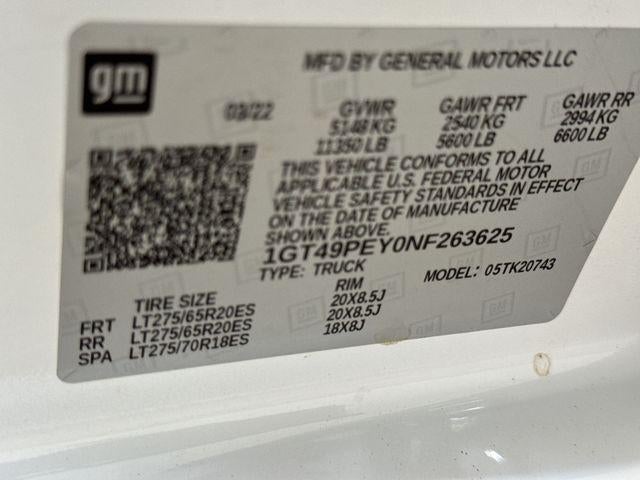 gm
MFD BY GENERAL MOTORS LLC
03/22
GVWR GAWR FRT GAWR RR
5148 KG 2540 KG 2994 KG
11350 LB 5600 LB 6600 LB
THIS VEHICLE CONFORMS TO ALL
APPLICABLE U.S. FEDERAL MOTOR
VEHICLE SAFETY STANDARDS IN EFFECT
ON THE DATE OF MANUFACTURE
SHOWN ABOVE.
1GT49PEY0NF263625
TYPE: TRUCK MODEL: 05TK20743
TIRE SIZE RIM
FRT LT275/65R20ES 20X8.5J
RR LT275/65R20ES 20X8.5J
SPA LT275/70R18ES 18X8J